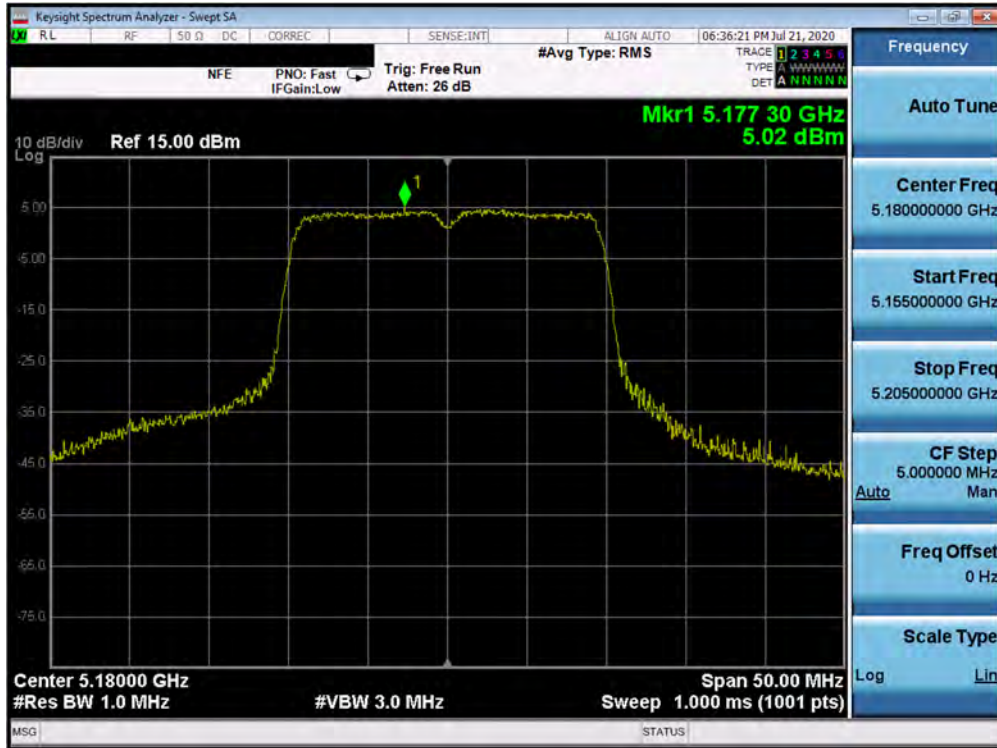 Keysight Spectrum Analyzer - Swept SA
RL RF 50 Ω DC CORREC SENSE:INT ALIGN AUTO 06:36:21 PM Jul 21, 2020
NFE PNO: Fast IFGain:Low Trig: Free Run Atten: 26 dB #Avg Type: RMS
TRACE 1 2 3 4 5 6
TYPE A WWWWW
DET A N N N N N
Mkr1 5.177 30 GHz
5.02 dBm
10 dB/div Ref 15.00 dBm
Log
1
5.00
-5.00
-15.0
-25.0
-35.0
-45.0
-55.0
-65.0
-75.0
Center 5.18000 GHz Span 50.00 MHz
#Res BW 1.0 MHz #VBW 3.0 MHz Sweep 1.000 ms (1001 pts)
MSG STATUS
Frequency
Auto Tune
Center Freq
5.180000000 GHz
Start Freq
5.155000000 GHz
Stop Freq
5.205000000 GHz
CF Step
5.000000 MHz
Auto Man
Freq Offset
0 Hz
Scale Type
Log Lin